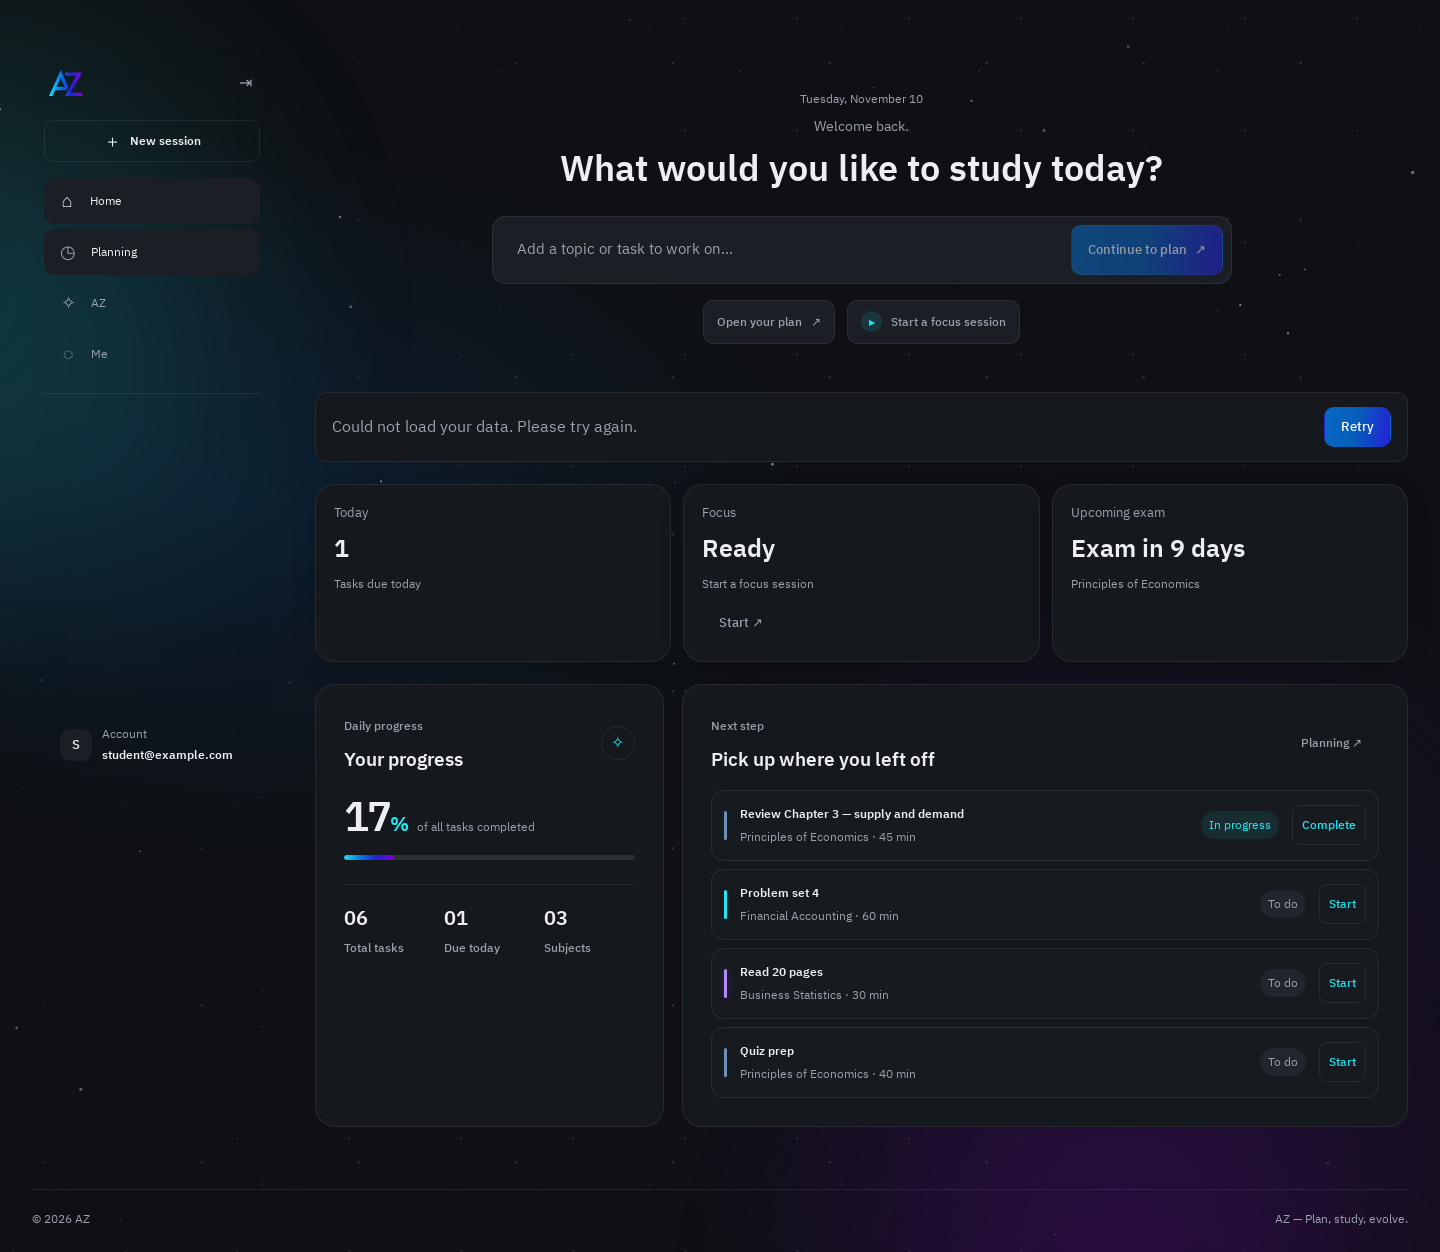 AZ
New session
Home
Planning
AZ
Me
Account
S
student@example.com
Tuesday, November 10
Welcome back.
What would you like to study today?
Add a topic or task to work on...
Continue to plan ↗
Open your plan ↗
Start a focus session
Could not load your data. Please try again.
Retry
Today
1
Tasks due today
Focus
Ready
Start a focus session
Start ↗
Upcoming exam
Exam in 9 days
Principles of Economics
Daily progress
Your progress
17% of all tasks completed
06
Total tasks
01
Due today
03
Subjects
Next step
Pick up where you left off
Planning ↗
Review Chapter 3 — supply and demand
Principles of Economics · 45 min
In progress
Complete
Problem set 4
Financial Accounting · 60 min
To do
Start
Read 20 pages
Business Statistics · 30 min
To do
Start
Quiz prep
Principles of Economics · 40 min
To do
Start
© 2026 AZ
AZ — Plan, study, evolve.